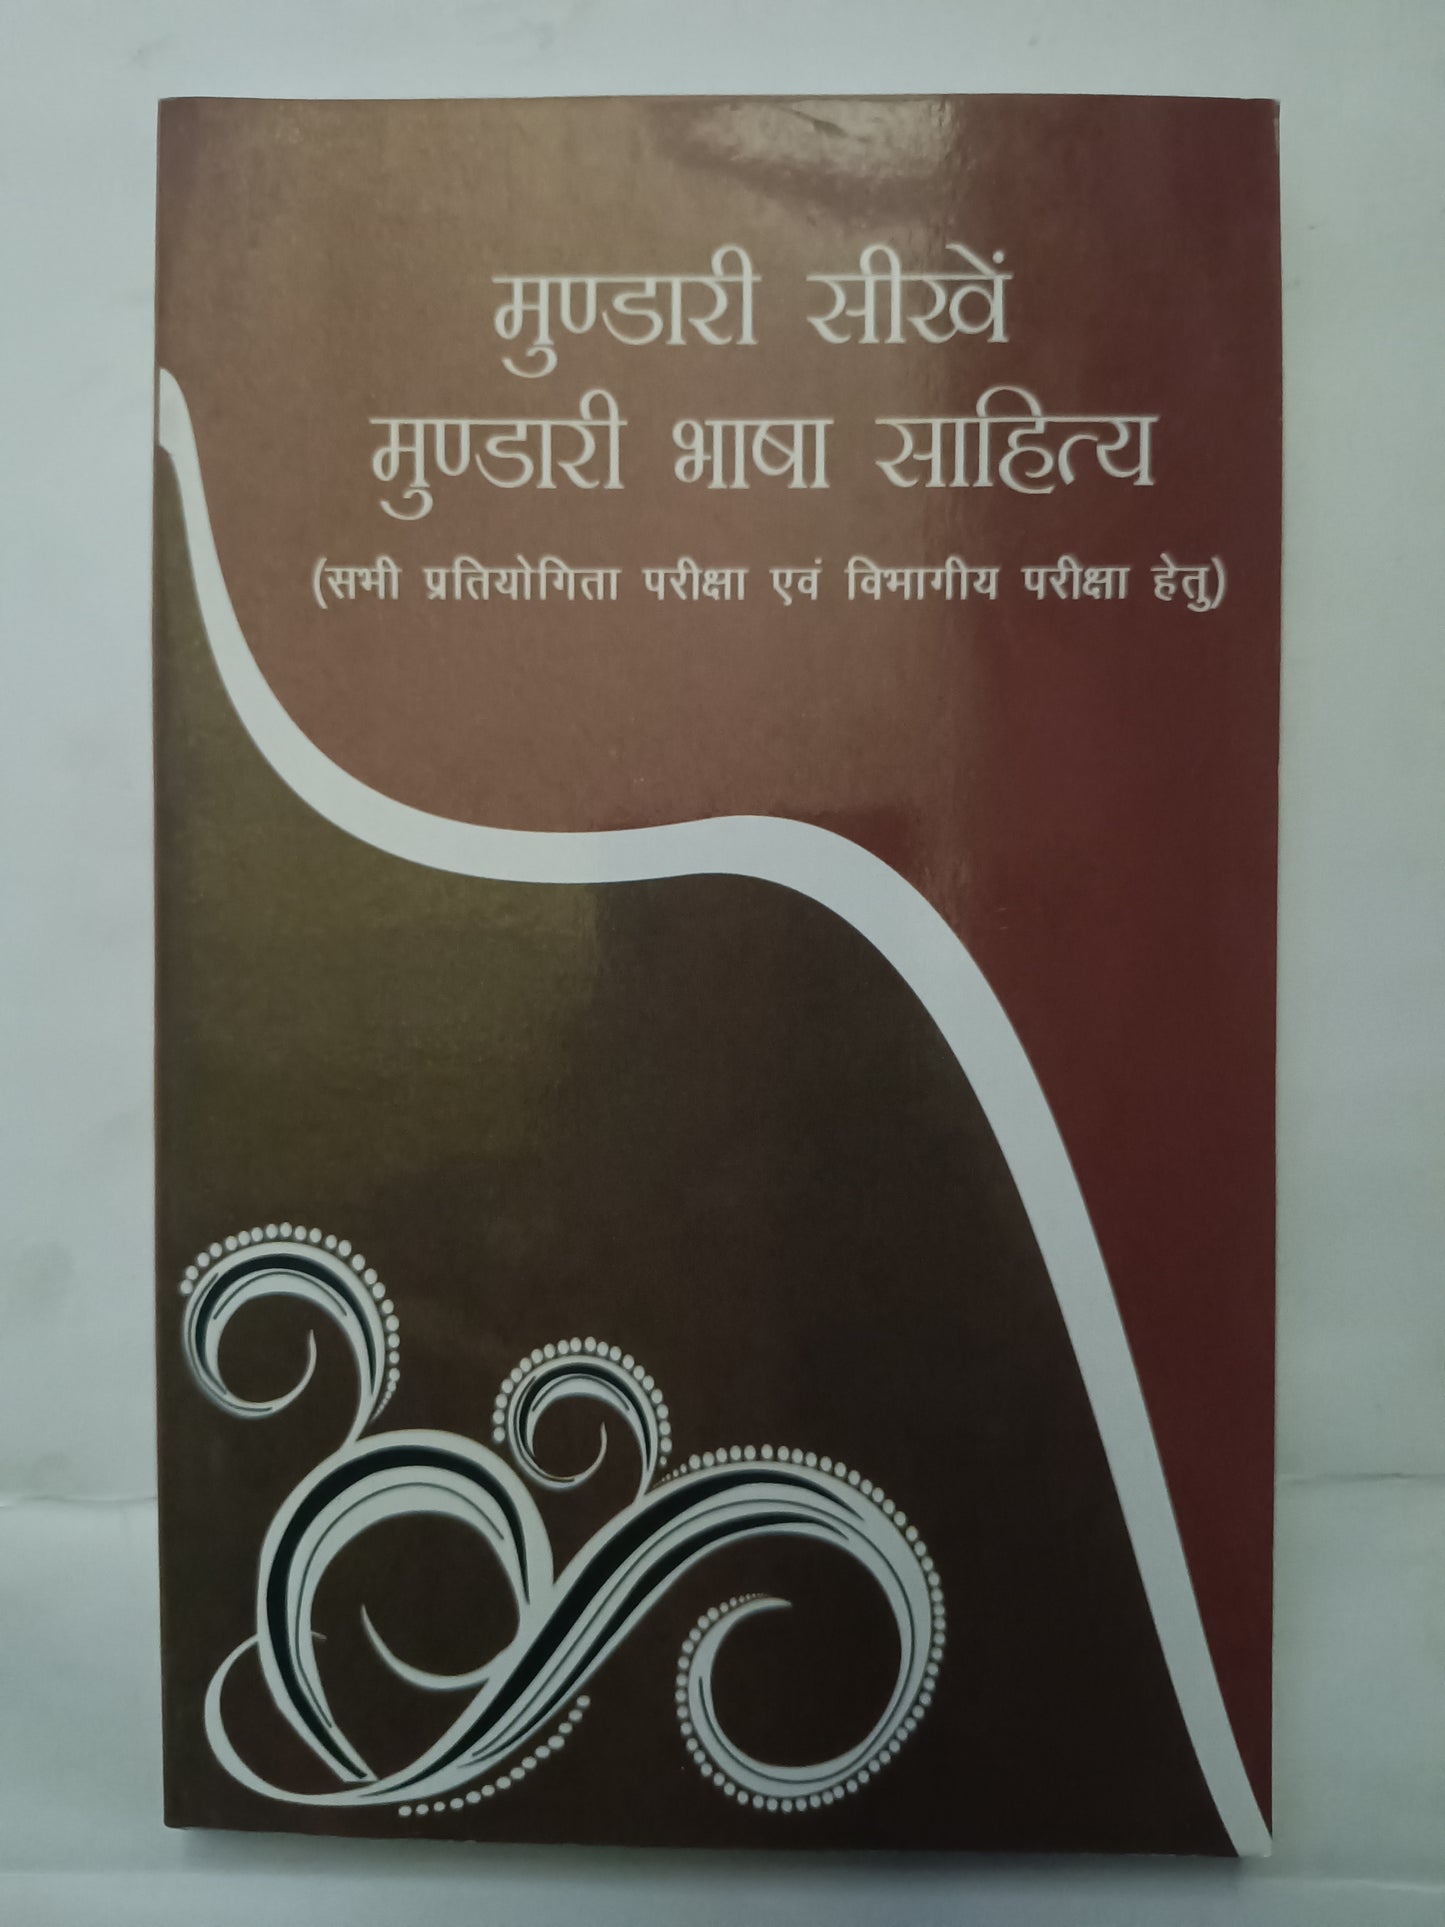 मुण्डारी सीखें
मुण्डारी भाषा साहित्य
(सभी प्रतियोगिता परीक्षा एवं विभागीय परीक्षा हेतु)